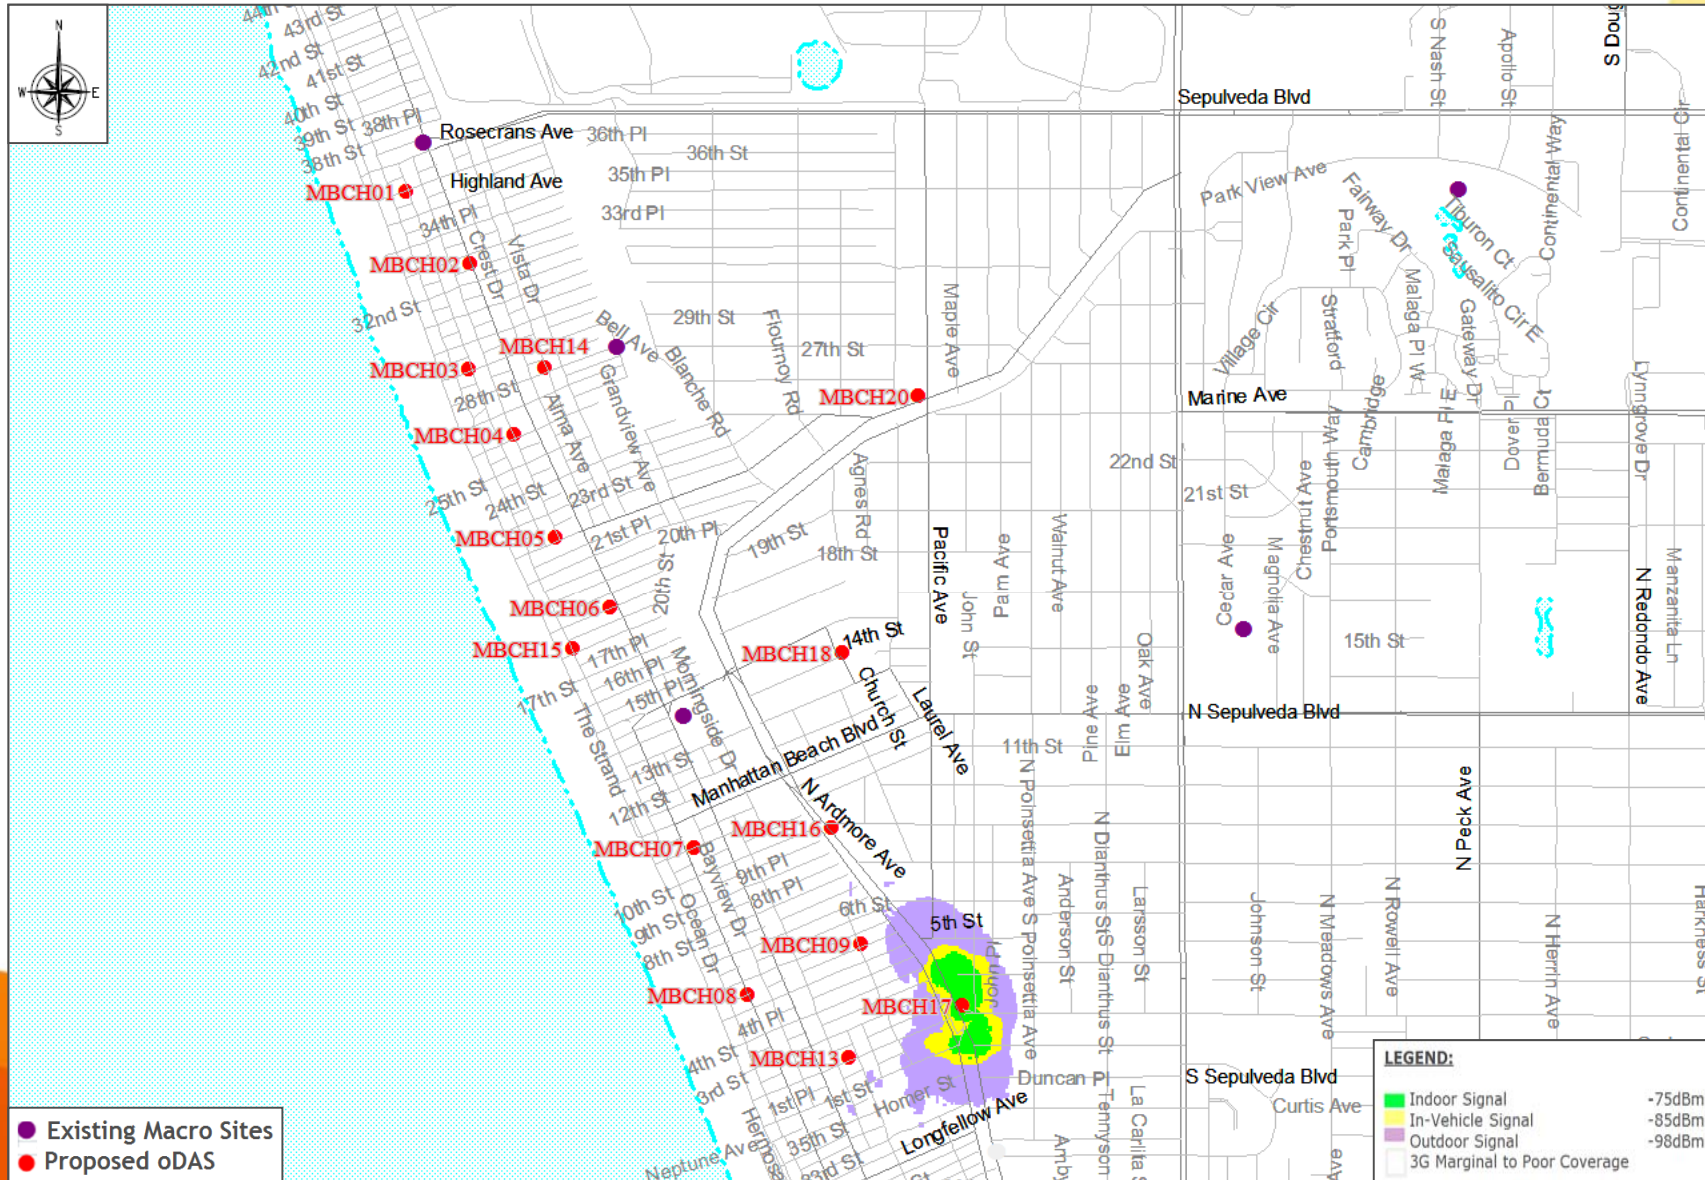 44th St
43rd St
42nd St
41st St
40th St
39th St
38th Pl
38th St
N
W
E
S
Rosecrans Ave
36th Pl
36th St
Highland Ave
35th Pl
33rd Pl
MBCH01
34th Pl
Crest Dr
Vista Dr
MBCH02
32nd St
29th St
Bell Ave
Flournoy Rd
27th St
Maple Ave
MBCH14
MBCH03
Blanche Rd
Grandview Ave
28th St
MBCH20
MBCH04
Alma Ave
25th St
24th St
23rd St
Agnes Rd
MBCH05
21st Pl
20th Pl
19th St
18th St
20th St
MBCH06
MBCH15
17th Pl
16th Pl
15th Pl
17th St
Morningside Dr
MBCH18
14th St
Church St
Laurel Ave
The Strand
13th St
12th St
Manhattan Beach Blvd
N Ardmore Ave
MBCH16
MBCH07
Bayview Dr
9th Pl
8th Pl
10th St
9th St
8th St
Ocean Dr
6th St
5th St
MBCH09
MBCH08
MBCH17
John Pl
4th Pl
4th St
3rd St
MBCH13
1st Pl
1st St
Homer St
35th St
33rd St
Longfellow Ave
Neptune Ave
Duncan Pl
Sepulveda Blvd
S Nash St
Apollo St
Continental Way
Continental Cir
Park View Ave
Fairway Dr
Park Pl
Tiburon Ct
Sausalito Cir E
Village Cir
Stratford
Malaga Pl W
Gateway Dr
Marine Ave
Cambridge
Malaga Pl E
Dover Pl
Bermuda Ct
Lynngrove Dr
22nd St
21st St
Chestnut Ave
Portsmouth Way
Pacific Ave
Pam Ave
Walnut Ave
John St
Cedar Ave
Magnolia Ave
15th St
N Redondo Ave
Manzanita Ln
Oak Ave
Pine Ave
Elm Ave
N Sepulveda Blvd
11th St
N Poinsettia Ave
S Poinsettia Ave
N Dianthus St
S Dianthus St
Anderson St
Larsson St
N Peck Ave
Johnson St
N Meadows Ave
N Rowell Ave
N Herrin Ave
Harkness St
S Sepulveda Blvd
Curtis Ave
Tennyson
La Carlita S
LEGEND:
Indoor Signal -75dBm
In-Vehicle Signal -85dBm
Outdoor Signal -98dBm
3G Marginal to Poor Coverage
Existing Macro Sites
Proposed oDAS